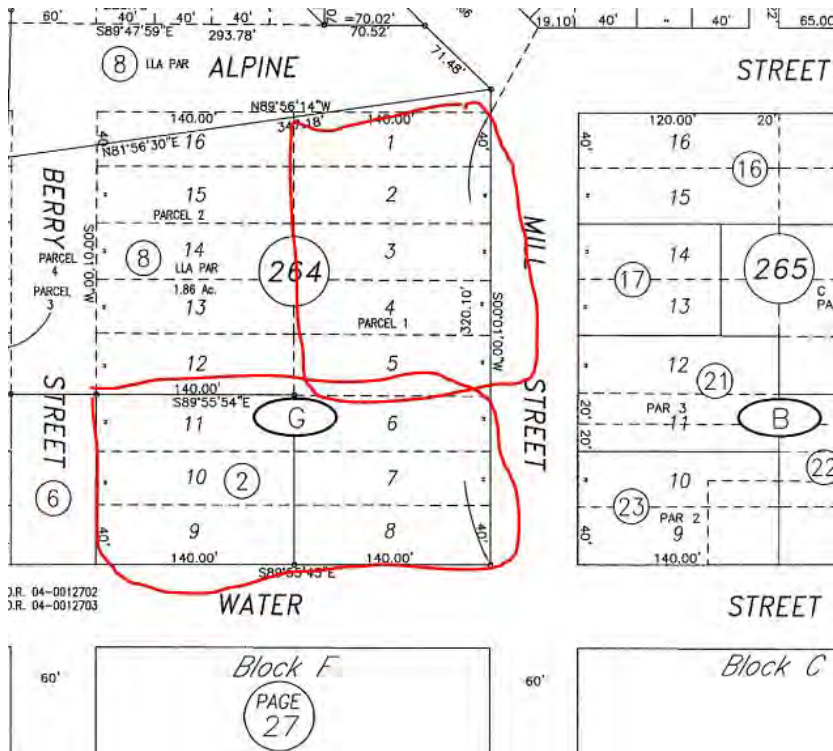 60' 40' 40' 40' =70.02' 19.10 40' 40' 65.00
S89°47'59"E 293.78' 70.52'
71.48'
8 LLA PAR ALPINE STREET
N89°56'14"W
140.00' 347.18' 140.00' 120.00' 20'
40' N81°56'30"E 16 1 40' 40' 16
16
15 2 15
PARCEL 2
BERRY STREET
MILL STREET
PARCEL 4
PARCEL 3
S00°01'00"W
8 14 264 3 17 14 265
LLA PAR
1.86 Ac.
13 4 13
PARCEL 1
320.10'
S00°01'00"W
12 5 12
21
140.00'
S89°55'54"E
PAR 3
11 G 6 20' 20' 11 B
6 10 2 7 10 22
23
PAR 2
40' 9 8 40' 40' 9
140.00' 140.00' 140.00'
S89°55'45"E
O.R. 04-0012702
O.R. 04-0012703
WATER STREET
60' Block F 60' Block C
PAGE
27